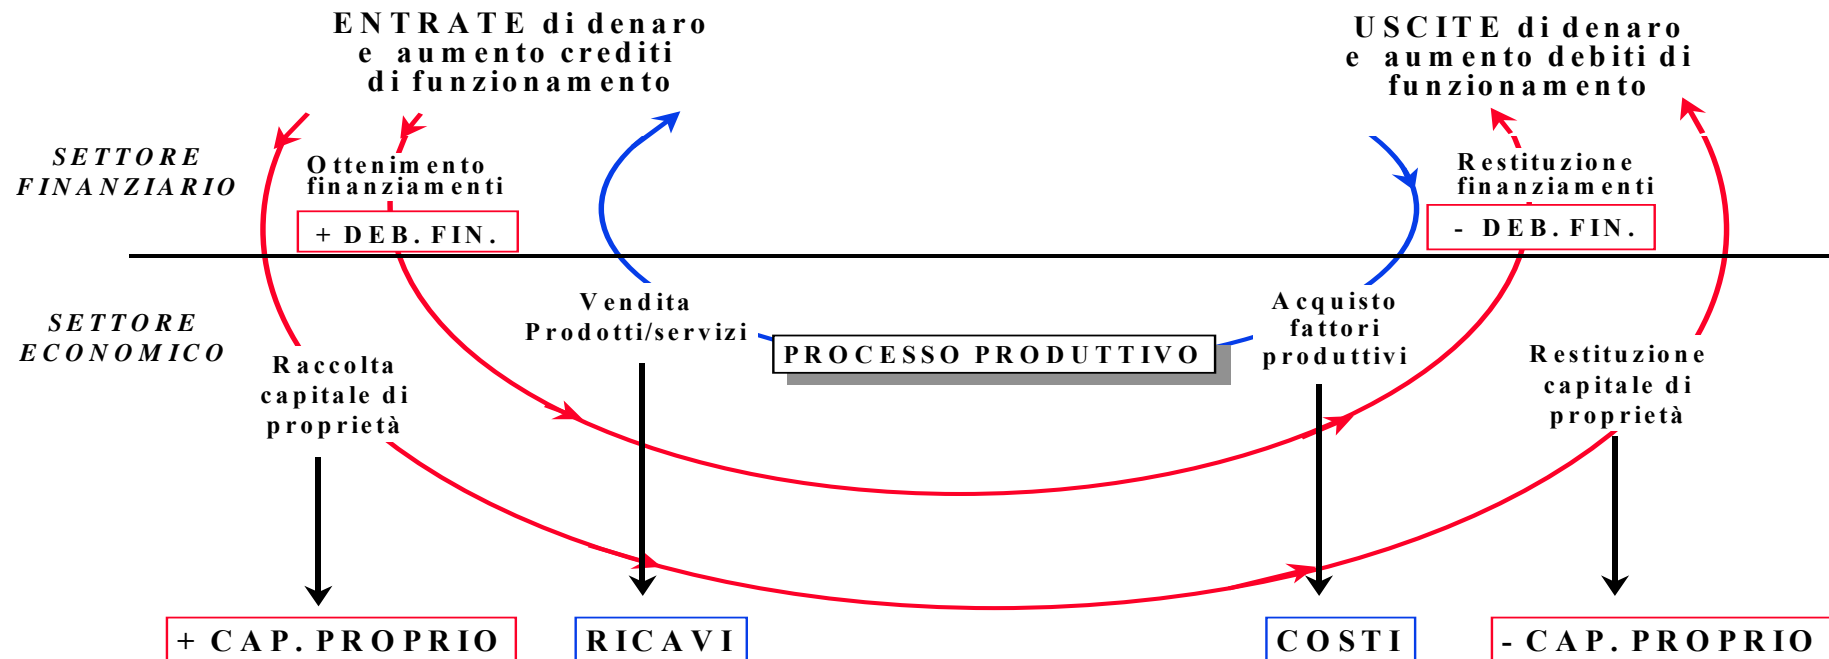 ENTRATE di denaro
e aumento crediti
di funzionamento
USCITE di denaro
e aumento debiti di
funzionamento
SETTORE
FINANZIARIO
Ottenimento
finanziamenti
+ DEB. FIN.
Restituzione
finanziamenti
- DEB. FIN.
SETTORE
ECONOMICO
Raccolta
capitale di
proprietà
Vendita
Prodotti/servizi
PROCESSO PRODUTTIVO
Acquisto
fattori
produttivi
Restituzione
capitale di
proprietà
+ CAP. PROPRIO
RICAVI
COSTI
- CAP. PROPRIO